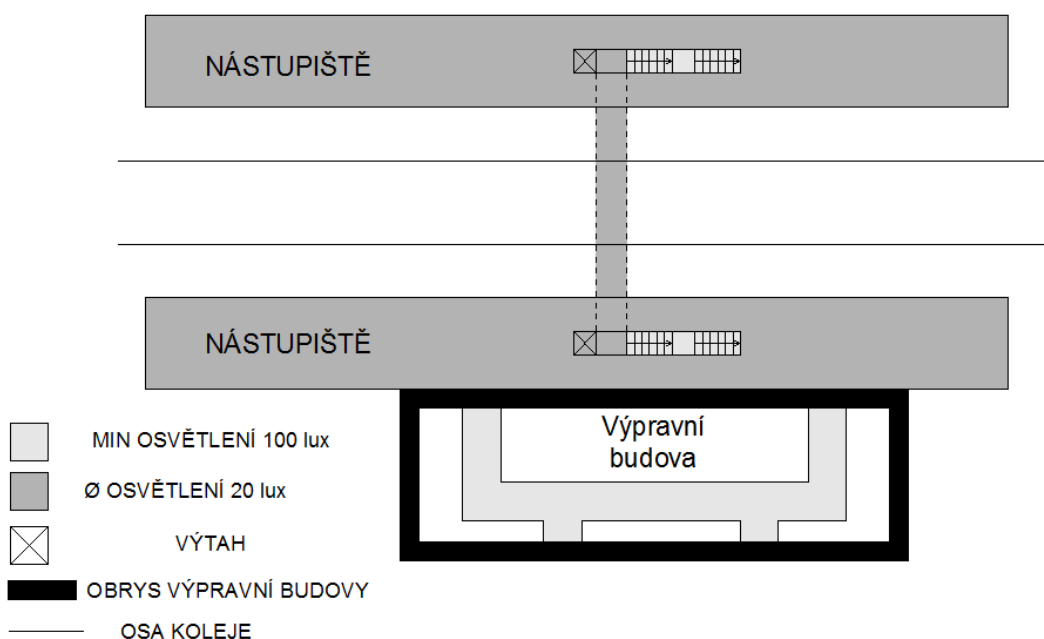 NÁSTUPIŠTĚ
NÁSTUPIŠTĚ
Výpravní
budova
MIN OSVĚTLENÍ 100 lux
Ø OSVĚTLENÍ 20 lux
VÝTAH
OBRYS VÝPRAVNÍ BUDOVY
OSA KOLEJE